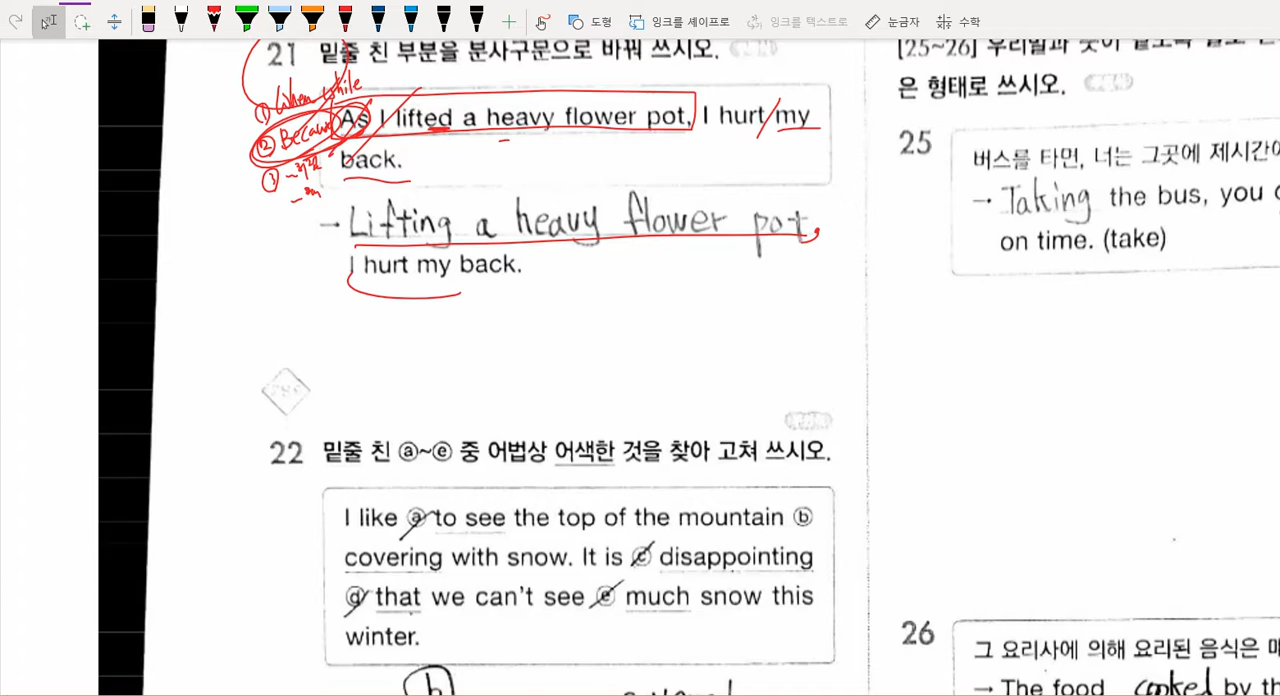 도형
잉크를 셰이프로
잉크를 텍스트로
눈금자
수학
21 밑줄 친 부분을 분사구문으로 바꿔 쓰시오.
① When while
② Because
③
As I lifted a heavy flower pot, I hurt my
back.
→ Lifting a heavy flower pot,
I hurt my back.
22 밑줄 친 ⓐ~ⓔ 중 어법상 어색한 것을 찾아 고쳐 쓰시오.
I like ⓐ to see the top of the mountain ⓑ
covering with snow. It is ⓒ disappointing
ⓓ that we can't see ⓔ much snow this
winter.
b
[25~26] 우리말과 뜻이
은 형태로 쓰시오.
25
버스를 타면, 너는 그곳에 제시간에
→ Taking the bus, you
on time. (take)
26
그 요리사에 의해 요리된 음식은
→ The food cooked by